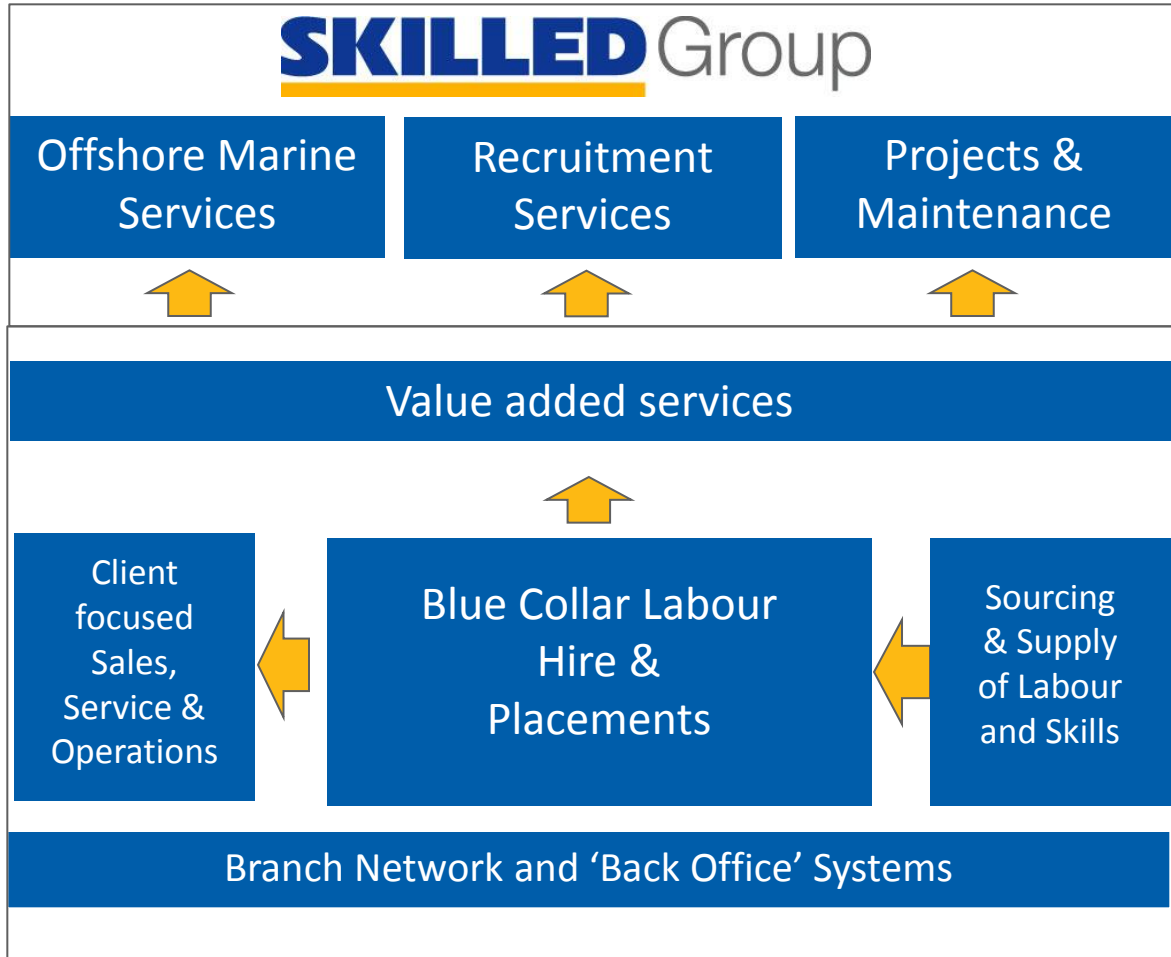 SKILLED Group
Offshore Marine
Services
Recruitment
Services
Projects &
Maintenance
Value added services
Client
focused
Sales,
Service &
Operations
Blue Collar Labour
Hire &
Placements
Sourcing
& Supply
of Labour
and Skills
Branch Network and ‘Back Office’ Systems